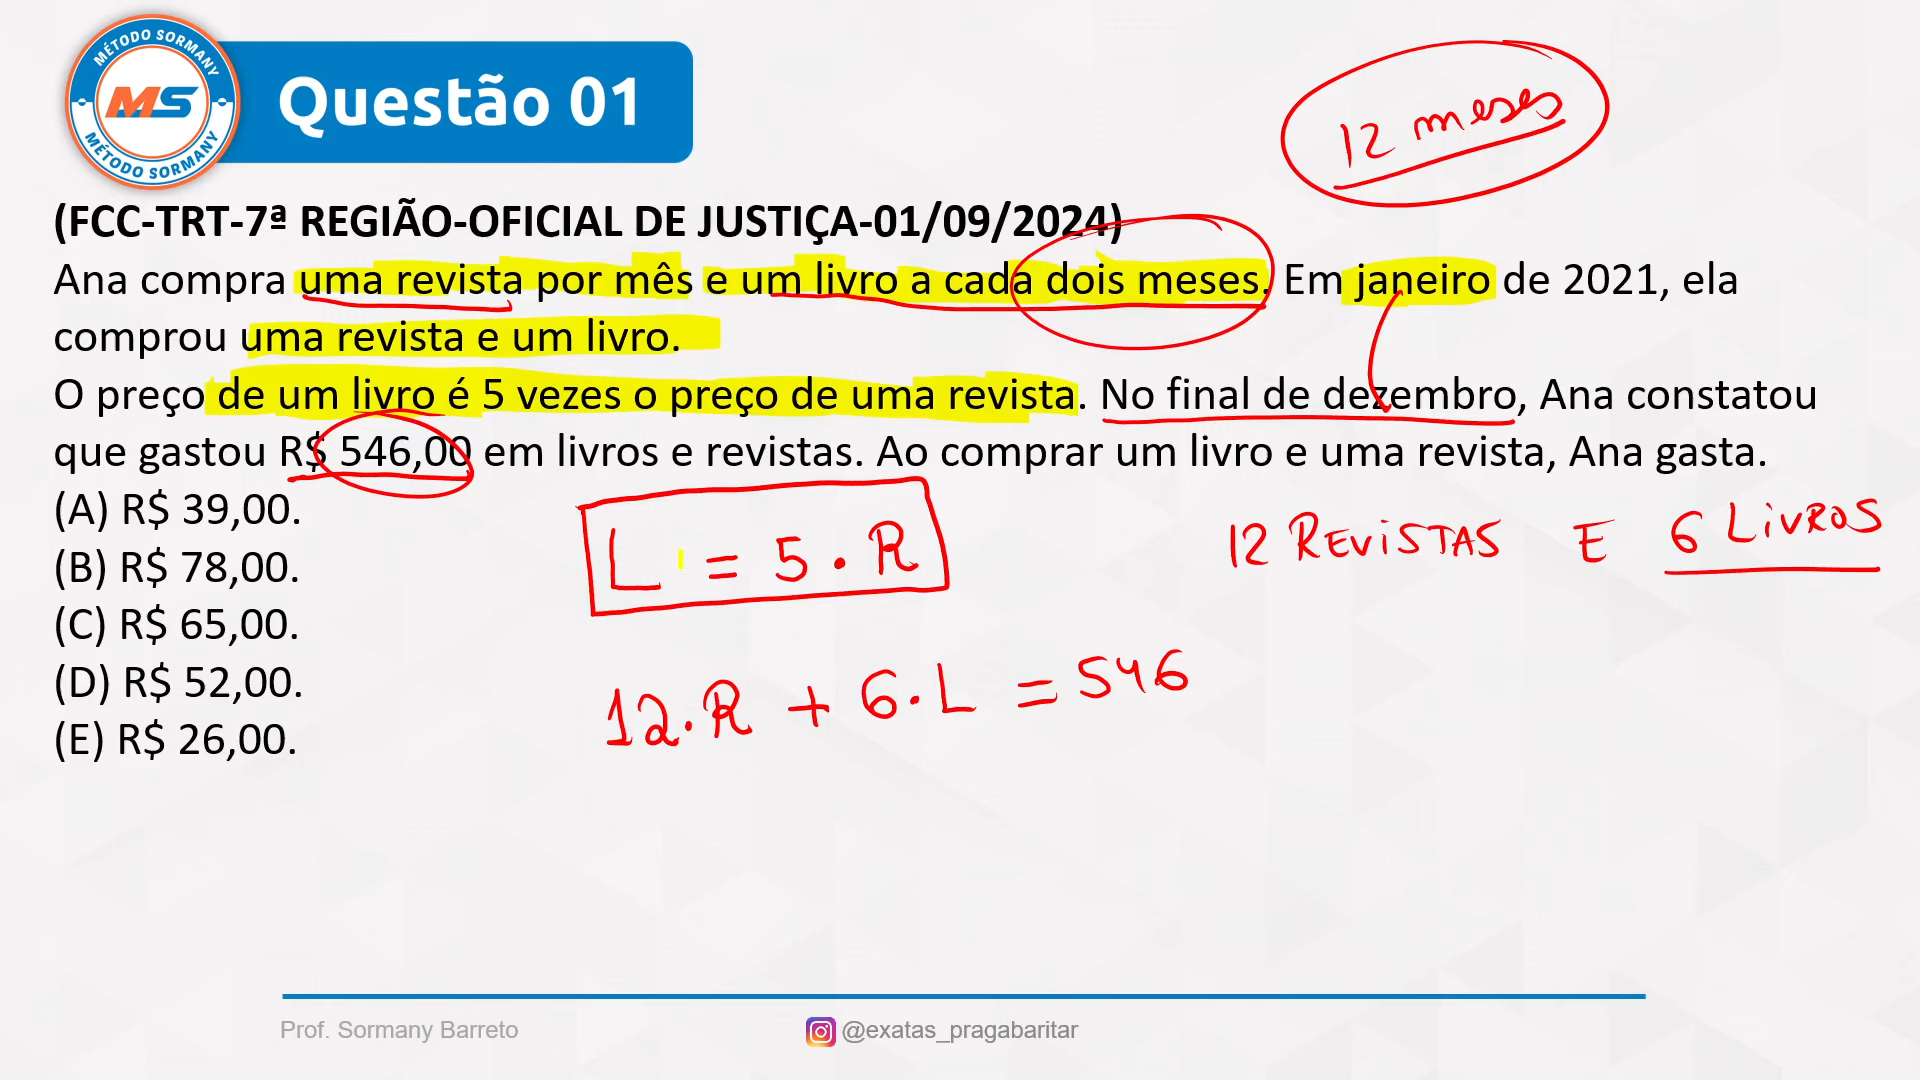 MÉTODO SORMANY
MS
MÉTODO SORMANY
Questão 01
12 meses
(FCC-TRT-7ª REGIÃO-OFICIAL DE JUSTIÇA-01/09/2024)
Ana compra uma revista por mês e um livro a cada dois meses. Em janeiro de 2021, ela
comprou uma revista e um livro.
O preço de um livro é 5 vezes o preço de uma revista. No final de dezembro, Ana constatou
que gastou R$ 546,00 em livros e revistas. Ao comprar um livro e uma revista, Ana gasta.
(A) R$ 39,00.
(B) R$ 78,00.
(C) R$ 65,00.
(D) R$ 52,00.
(E) R$ 26,00.
L = 5 . R
12 REVISTAS E 6 LIVROS
12.R + 6.L = 546
Prof. Sormany Barreto
@exatas_pragabaritar